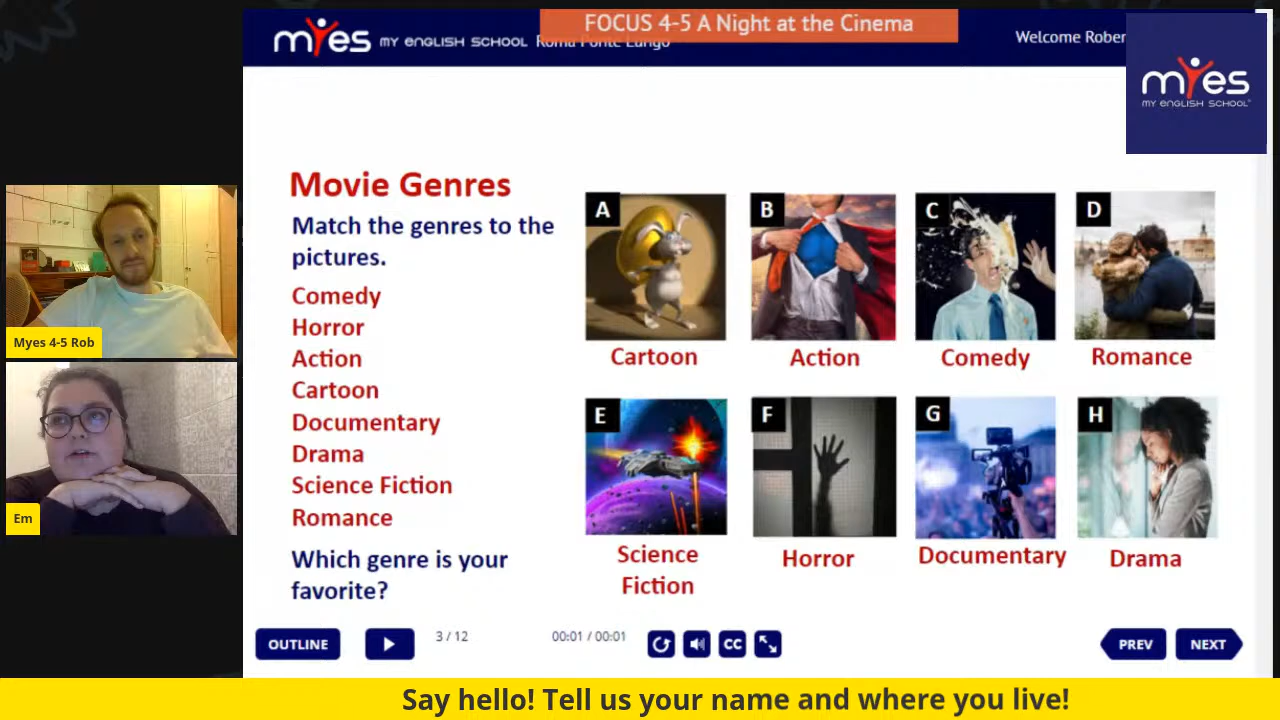 FOCUS 4-5 A Night at the Cinema
myes MY ENGLISH SCHOOL Roma Ponte Lungo
Welcome Rober
myes
MY ENGLISH SCHOOL
Movie Genres
Match the genres to the
pictures.
Comedy
Horror
Action
Cartoon
Documentary
Drama
Science Fiction
Romance
Which genre is your
favorite?
A
B
C
D
Cartoon
Action
Comedy
Romance
E
F
G
H
Science
Fiction
Horror
Documentary
Drama
Myes 4-5 Rob
Em
OUTLINE
3 / 12
00:01 / 00:01
CC
PREV
NEXT
Say hello! Tell us your name and where you live!